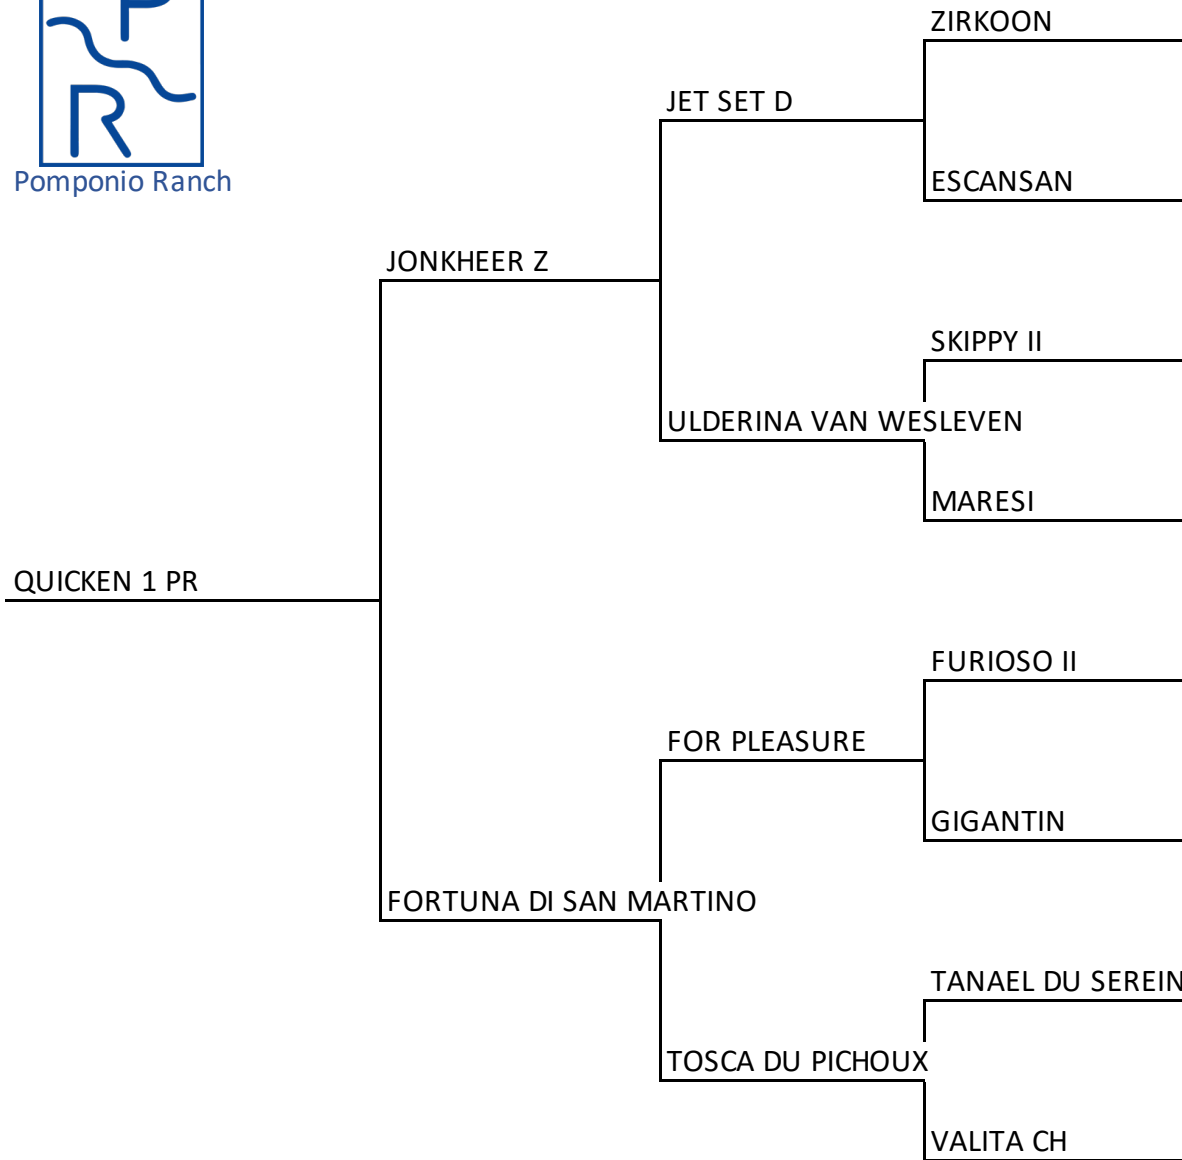 P
R
Pomponio Ranch
ZIRKOON
JET SET D
ESCANSAN
JONKHEER Z
SKIPPY II
ULDERINA VAN WESLEVEN
MARESI
QUICKEN 1 PR
FURIOSO II
FOR PLEASURE
GIGANTIN
FORTUNA DI SAN MARTINO
TANAEL DU SEREIN
TOSCA DU PICHOUX
VALITA CH